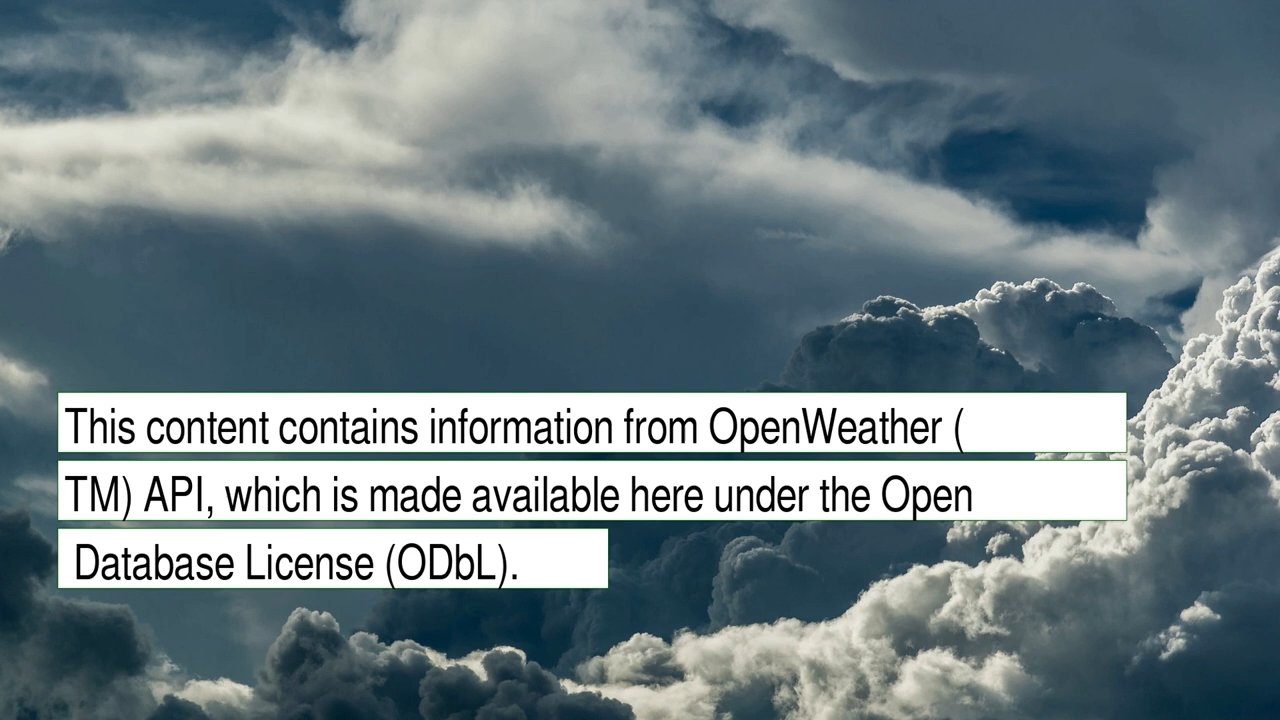 This content contains information from OpenWeather (
TM) API, which is made available here under the Open
Database License (ODbL).